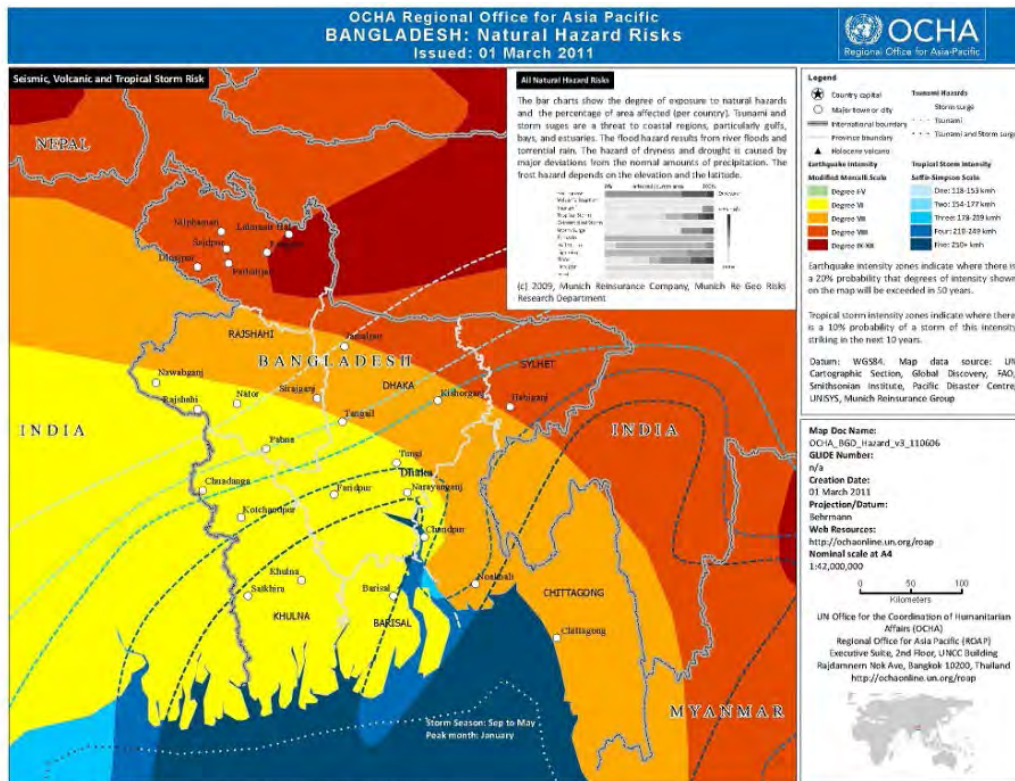 OCHA Regional Office for Asia Pacific
BANGLADESH: Natural Hazard Risks
Issued: 01 March 2011
OCHA
Regional Office for Asia-Pacific
Seismic, Volcanic and Tropical Storm Risk
All Natural Hazard Risks
The bar charts show the degree of exposure to natural hazards
and the percentage of area affected (per country). Tsunami and
storm suges are a threat to coastal regions, particularly gulfs,
bays, and estuaries. The flood hazard results from river floods and
torrential rain. The hazard of dryness and drought is caused by
major deviations from the normal amounts of precipitation. The
frost hazard depends on the elevation and the latitude.
0%
100%
(c) 2009, Munich Reinsurance Company, Munich Re Geo Risks
Research Department
NEPAL
Nilphamari
Saidpur
Dinajpur
RAJSHAHI
BANGLADESH
Jamalpur
SYLHET
Nawabganj
Rajshahi
Nator
Sirajganj
DHAKA
Kishorganj
Habiganj
Tangail
INDIA
INDIA
Pabna
Tungi
Dhaka
Chuadanga
Faridpur
Narayanganj
Kotchandpur
Chandpur
Khulna
Noakhali
Barisal
KHULNA
BARISAL
CHITTAGONG
Chittagong
MYANMAR
Storm Season: Sep to May
Peak month: January
Legend
Country capital
Major town or city
International boundary
Province boundary
Holocene volcano
Tsunami Hazards
Storm surge
Tsunami
Tsunami and Storm surge
Earthquake Intensity
Modified Mercalli Scale
Degree I-V
Degree VI
Degree VII
Degree VIII
Degree IX-XII
Tropical Storm Intensity
Saffir-Simpson Scale
One: 118-153 kmh
Two: 154-177 kmh
Three: 178-209 kmh
Four: 210-249 kmh
Five: 250+ kmh
Earthquake intensity zones indicate where there is
a 20% probability that degrees of intensity shown
on the map will be exceeded in 50 years.
Tropical storm intensity zones indicate where there
is a 10% probability of a storm of this intensity
striking in the next 10 years.
Datum: WGS84. Map data source: UN
Cartographic Section, Global Discovery, FAO,
Smithsonian Institute, Pacific Disaster Centre,
UNISYS, Munich Reinsurance Group
Map Doc Name:
OCHA_BGD_Hazard_v3_110606
GLIDE Number:
n/a
Creation Date:
01 March 2011
Projection/Datum:
Behrmann
Web Resources:
http://ochaonline.un.org/roap
Nominal scale at A4
1:42,000,000
0 50 100
Kilometers
UN Office for the Coordination of Humanitarian
Affairs (OCHA)
Regional Office for Asia Pacific (ROAP)
Executive Suite, 2nd Floor, UNCC Building
Rajdamnern Nok Ave, Bangkok 10200, Thailand
http://ochaonline.un.org/roap